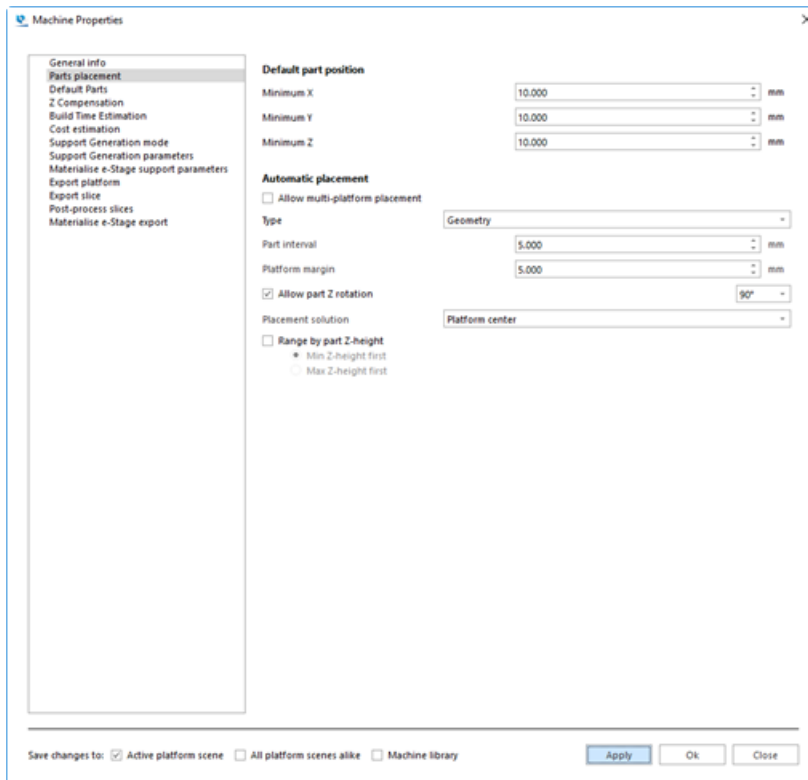 Machine Properties
General info
Parts placement
Default Parts
Z Compensation
Build Time Estimation
Cost estimation
Support Generation mode
Support Generation parameters
Materialise e-Stage support parameters
Export platform
Export slice
Post-process slices
Materialise e-Stage export
Default part position
Minimum X 10.000 mm
Minimum Y 10.000 mm
Minimum Z 10.000 mm
Automatic placement
Allow multi-platform placement
Type Geometry
Part interval 5.000 mm
Platform margin 5.000 mm
Allow part Z rotation 90°
Placement solution Platform center
Range by part Z-height
Min Z-height first
Max Z-height first
Save changes to: Active platform scene All platform scenes alike Machine library Apply Ok Close